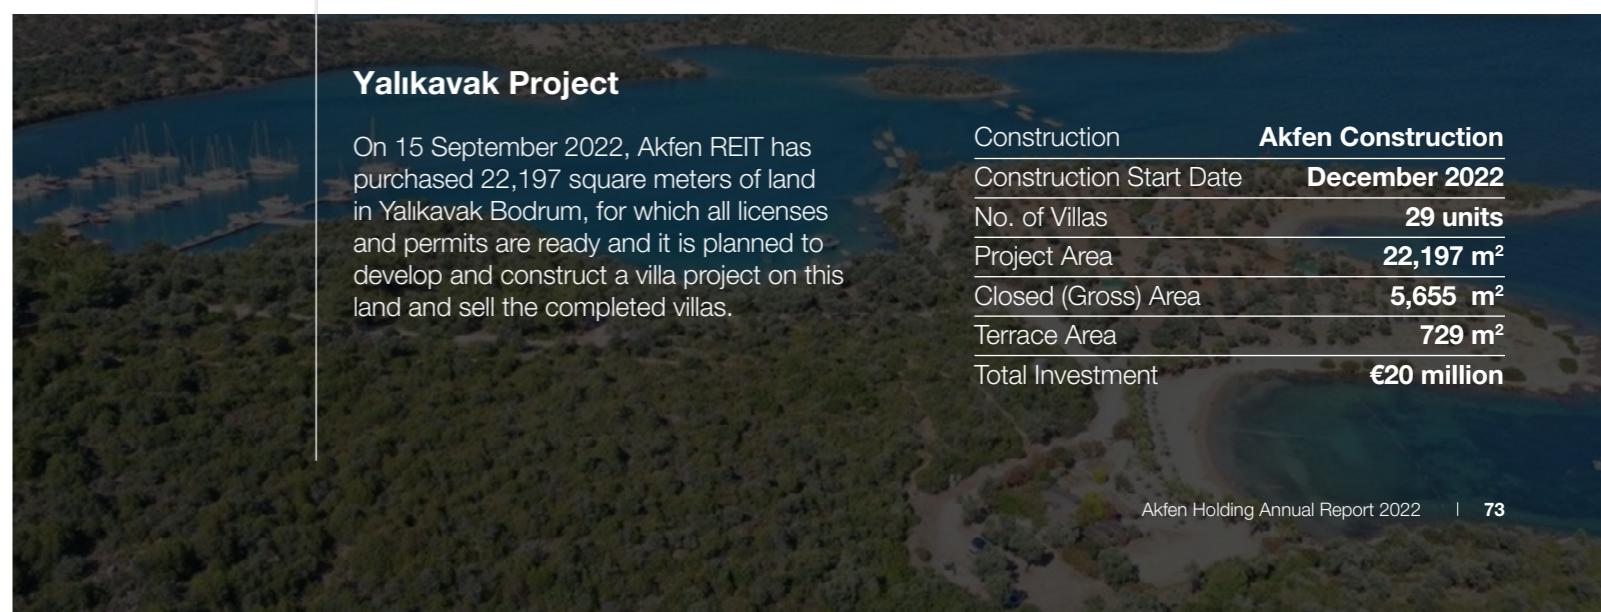 Yalıkavak Project
On 15 September 2022, Akfen REIT has
purchased 22,197 square meters of land
in Yalıkavak Bodrum, for which all licenses
and permits are ready and it is planned to
develop and construct a villa project on this
land and sell the completed villas.
Construction Akfen Construction
Construction Start Date December 2022
No. of Villas 29 units
Project Area 22,197 m²
Closed (Gross) Area 5,655 m²
Terrace Area 729 m²
Total Investment €20 million
Akfen Holding Annual Report 2022 | 73